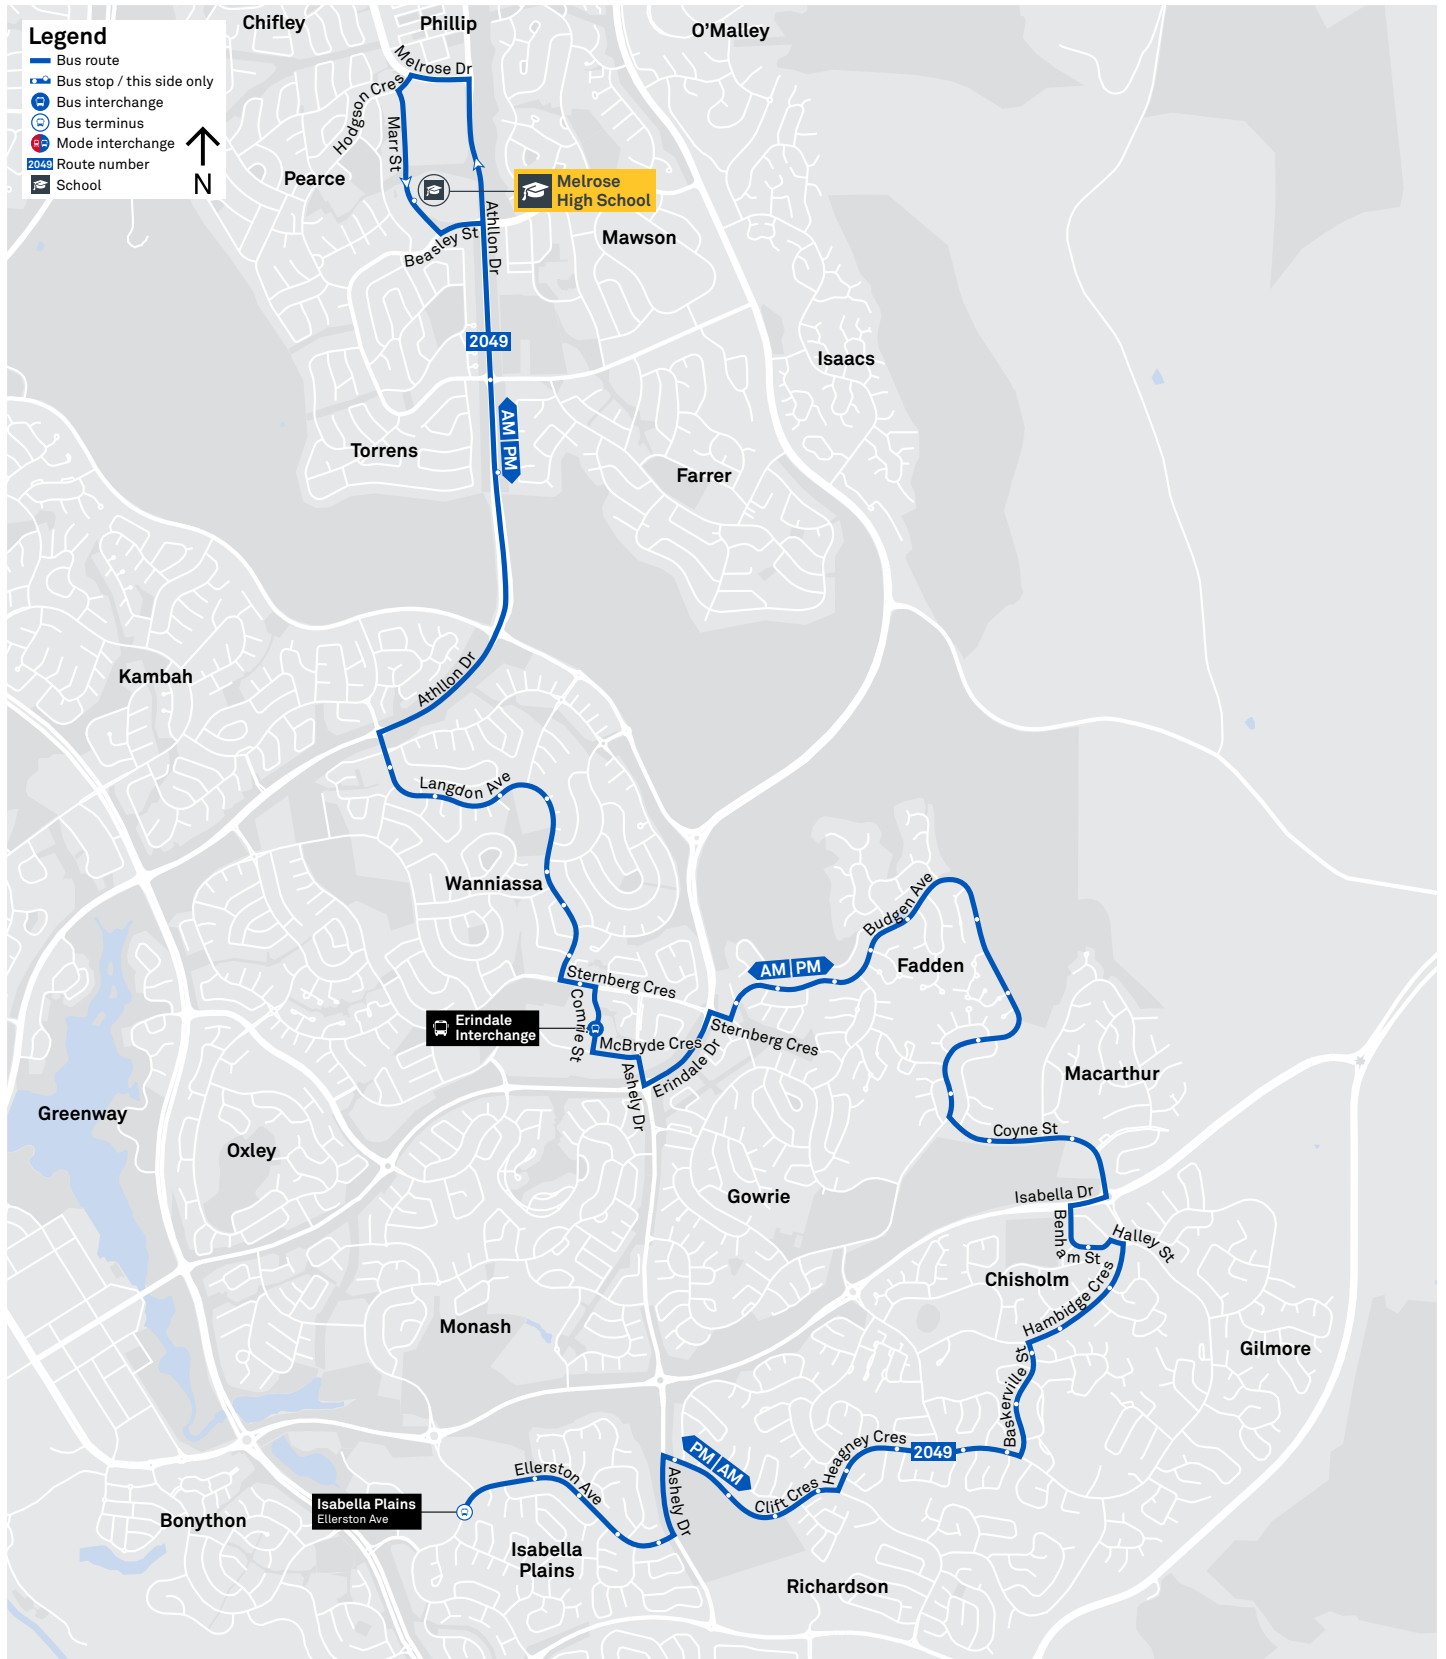 Legend
Bus route
Bus stop / this side only
Bus interchange
Bus terminus
Mode interchange
2049 Route number
School
N
Chifley
Phillip
O'Malley
Melrose Dr
Hodgson Cres
Marr St
Pearce
Melrose
High School
Athllon Dr
Beasley St
Mawson
2049
Isaacs
AM PM
Torrens
Farrer
Kambah
Athllon Dr
Langdon Ave
Wanniassa
Budgen Ave
Fadden
AM PM
Sternberg Cres
Comrie St
Erindale
Interchange
McBryde Cres
Sternberg Cres
Erindale Dr
Ashely Dr
Macarthur
Greenway
Oxley
Coyne St
Gowrie
Isabella Dr
Benham St
Halley St
Chisholm
Hambidge Cres
Monash
Gilmore
Baskerville St
Heagney Cres
2049
PM AM
Clift Cres
Ellerston Ave
Ashely Dr
Isabella Plains
Ellerston Ave
Bonython
Isabella
Plains
Richardson